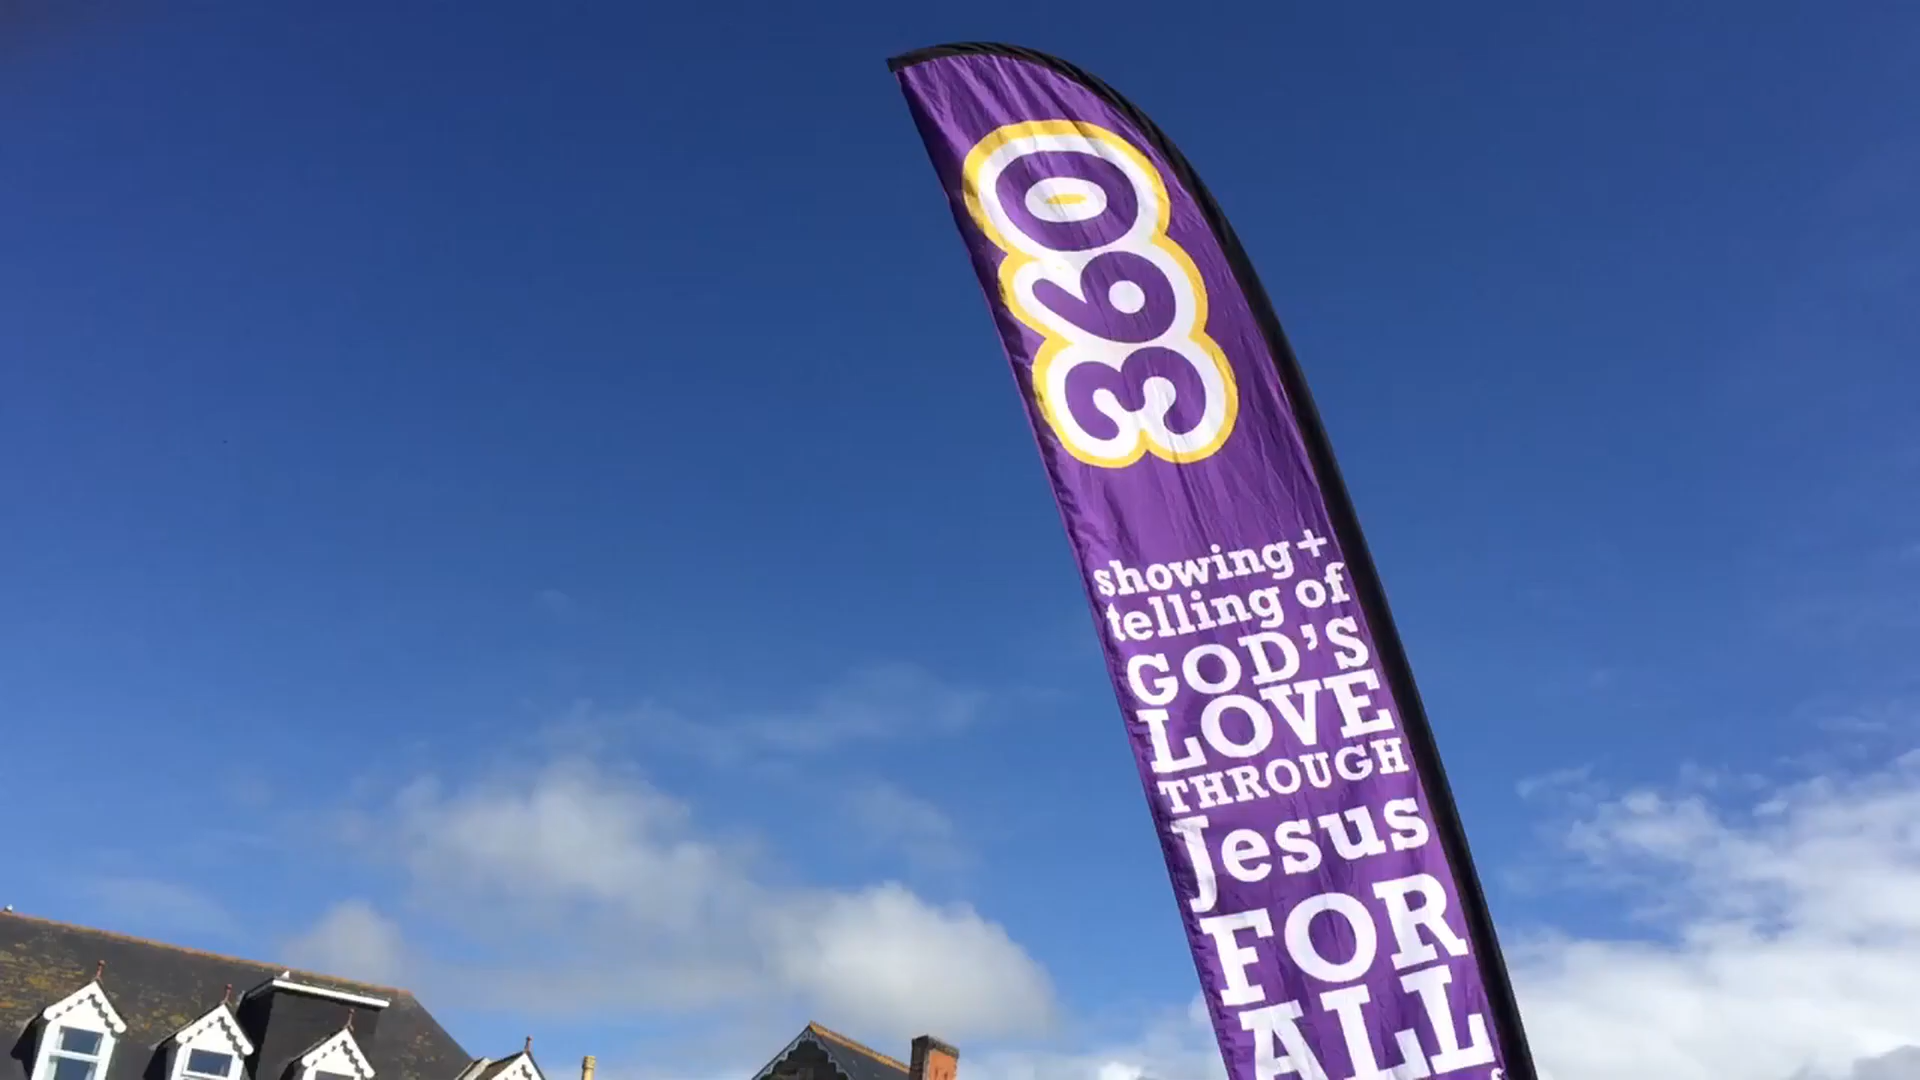 360
showing+
telling of
GOD'S
LOVE
THROUGH
Jesus
FOR
ALL